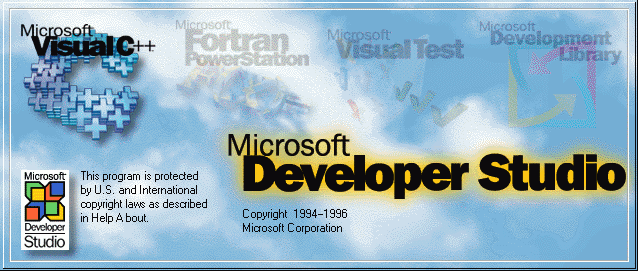 Microsoft
Visual C++
Microsoft
Fortran
PowerStation
Microsoft
Visual Test
Microsoft
Development
Library
Microsoft
Developer Studio
Microsoft
Developer
Studio
This program is protected
by U.S. and International
copyright laws as described
in Help About.
Copyright 1994–1996
Microsoft Corporation